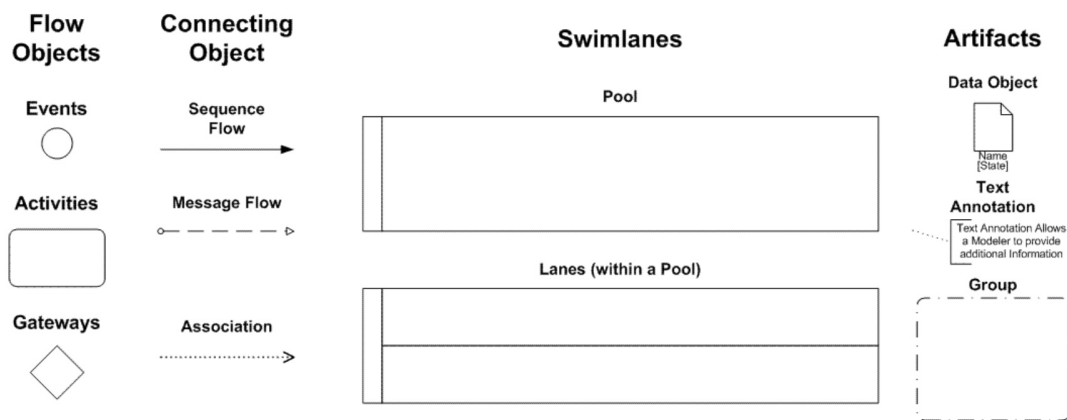 Flow
Objects
Events
Activities
Gateways
Connecting
Object
Sequence
Flow
Message Flow
Association
Swimlanes
Pool
Lanes (within a Pool)
Artifacts
Data Object
Name
[State]
Text
Annotation
Text Annotation Allows
a Modeler to provide
additional Information
Group